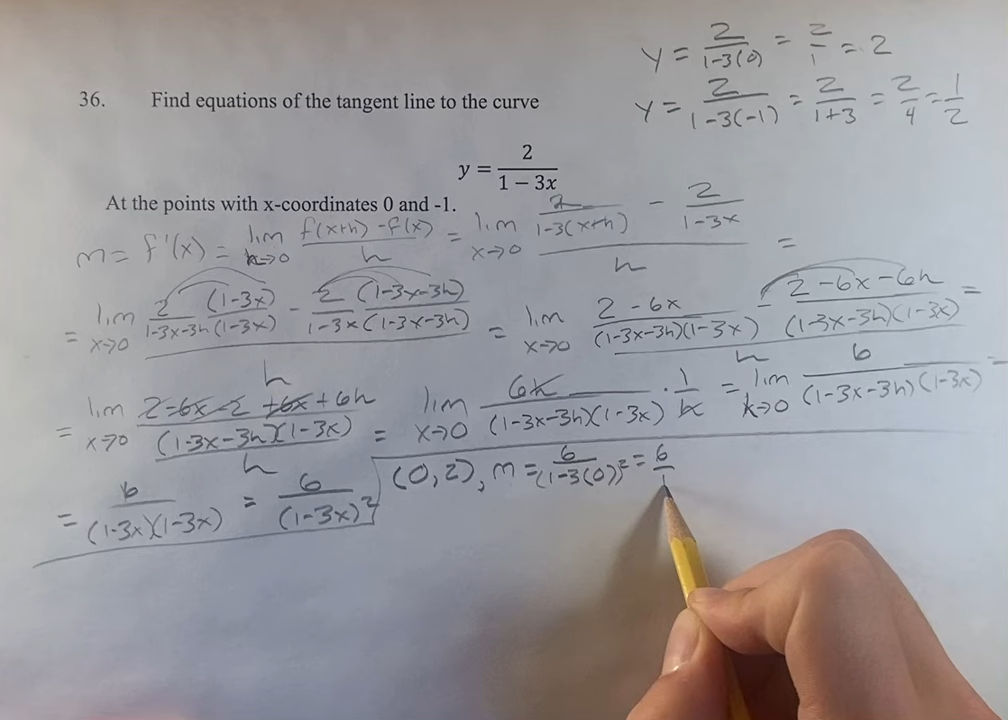 y = 2/(1-3(0)) = 2/1 = 2
36. Find equations of the tangent line to the curve
y = 2/(1-3(-1)) = 2/(1+3) = 2/4 = 1/2
y = 2/(1 − 3x)
At the points with x-coordinates 0 and -1.
m = f'(x) = lim h→0 (f(x+h) - f(x))/h = lim x→0 (2/(1-3(x+h)) - 2/(1-3x))/h =
= lim x→0 (2 (1-3x)/(1-3x-3h(1-3x)) - 2 (1-3x-3h)/(1-3x(1-3x-3h)))/h = lim x→0 ((2-6x)/((1-3x-3h)(1-3x)) - (2-6x-6h)/((1-3x-3h)(1-3x)))/h =
= lim x→0 ((2-6x-2+6x+6h)/((1-3x-3h)(1-3x)))/h = lim x→0 6h/((1-3x-3h)(1-3x)) · 1/h = lim h→0 6/((1-3x-3h)(1-3x)) =
= 6/((1-3x)(1-3x)) = 6/(1-3x)² (0,2), m = 6/(1-3(0))² = 6/1